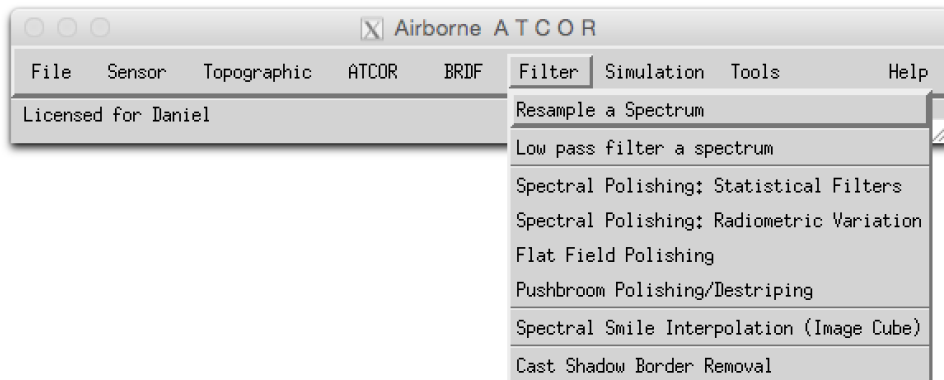 X Airborne A T C O R
File Sensor Topographic ATCOR BRDF Filter Simulation Tools Help
Licensed for Daniel
Resample a Spectrum
Low pass filter a spectrum
Spectral Polishing: Statistical Filters
Spectral Polishing: Radiometric Variation
Flat Field Polishing
Pushbroom Polishing/Destriping
Spectral Smile Interpolation (Image Cube)
Cast Shadow Border Removal